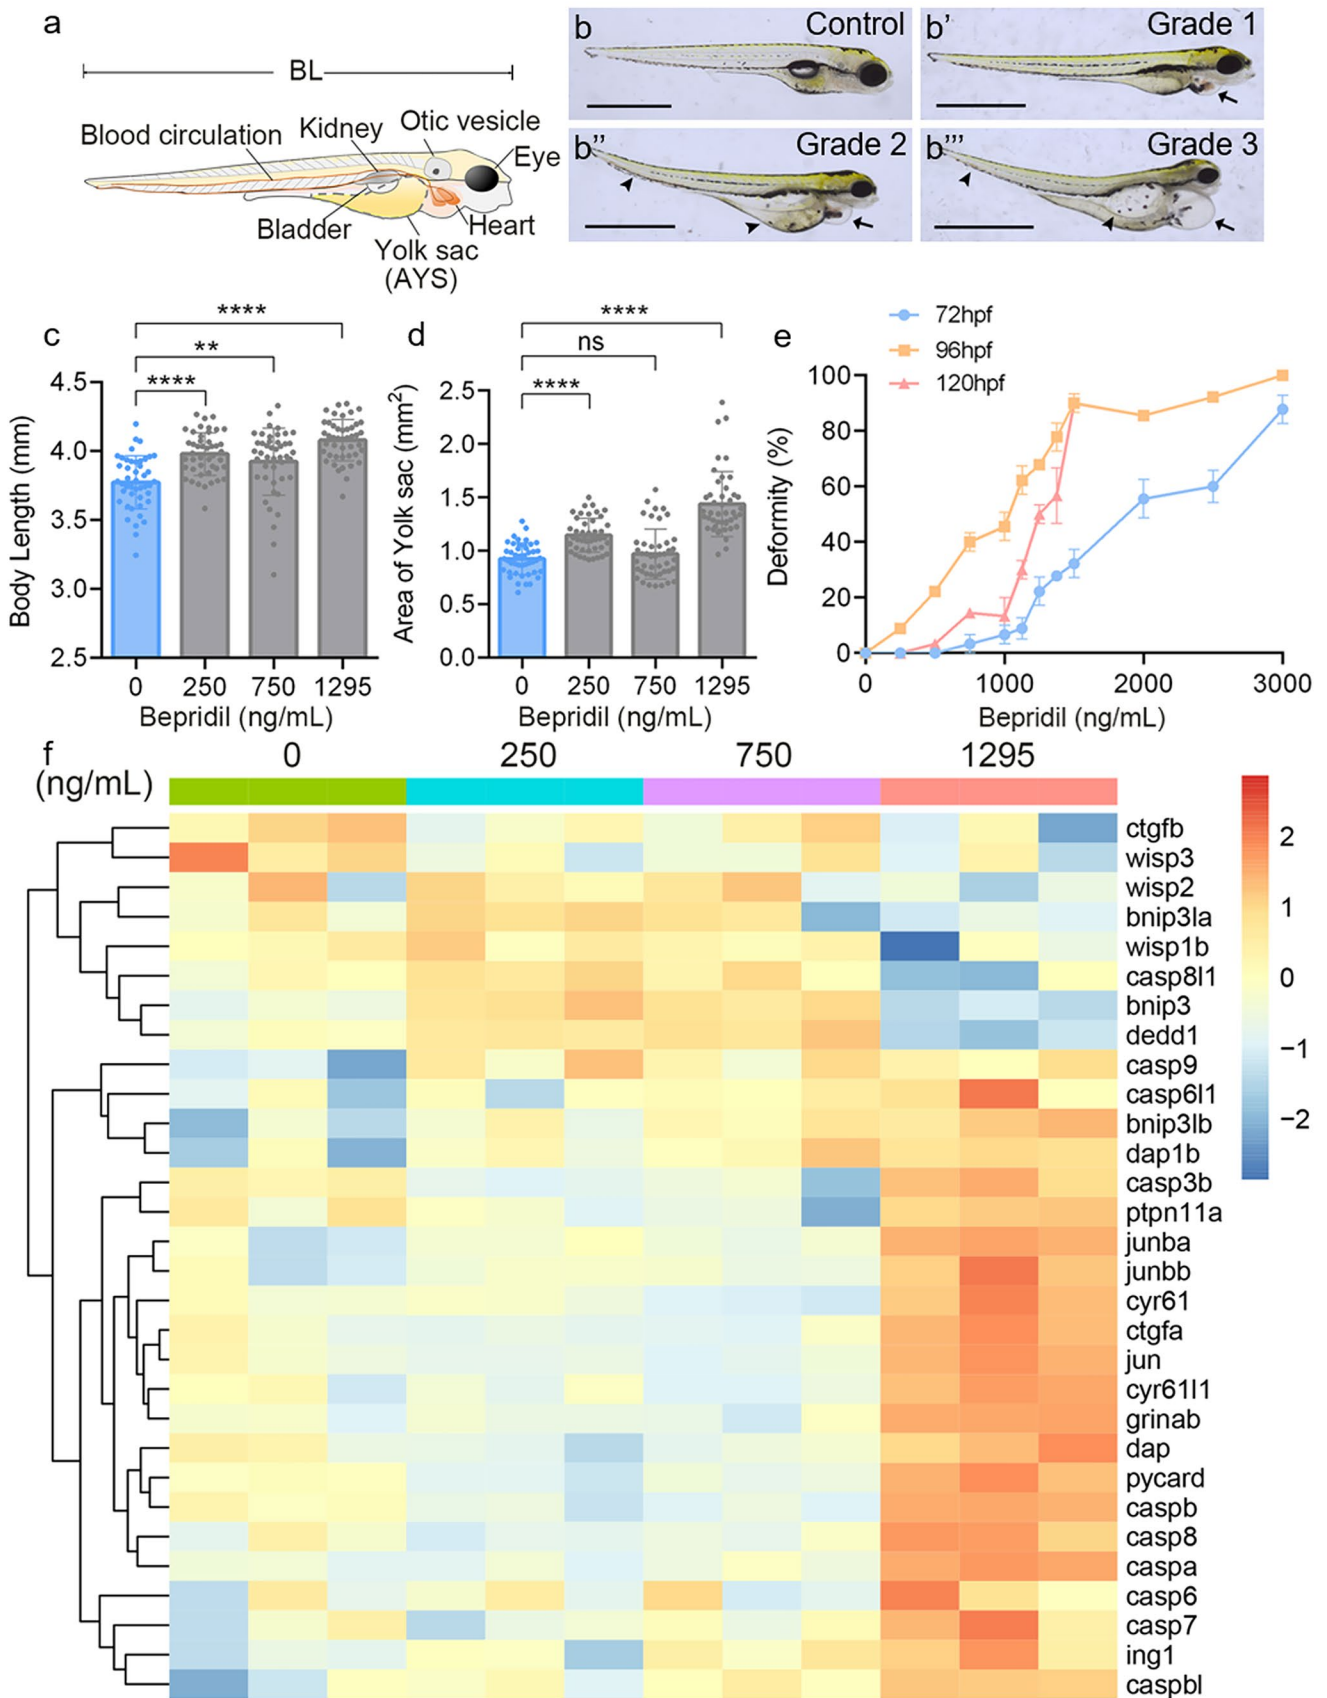 a
BL
Blood circulation
Kidney
Otic vesicle
Eye
Bladder
Heart
Yolk sac
(AYS)
b Control
b’ Grade 1
b’’ Grade 2
b’’’ Grade 3
c
****
**
****
Body Length (mm)
4.5
4.0
3.5
3.0
2.5
0 250 750 1295
Bepridil (ng/mL)
d
****
ns
****
Area of Yolk sac (mm²)
2.5
2.0
1.5
1.0
0.5
0.0
0 250 750 1295
Bepridil (ng/mL)
e
72hpf
96hpf
120hpf
Deformity (%)
100
80
60
40
20
0
0 1000 2000 3000
Bepridil (ng/mL)
f
(ng/mL)
0 250 750 1295
ctgfb
wisp3
wisp2
bnip3la
wisp1b
casp8l1
bnip3
dedd1
casp9
casp6l1
bnip3lb
dap1b
casp3b
ptpn11a
junba
junbb
cyr61
ctgfa
jun
cyr61l1
grinab
dap
pycard
caspb
casp8
caspa
casp6
casp7
ing1
caspbl
2
1
0
−1
−2